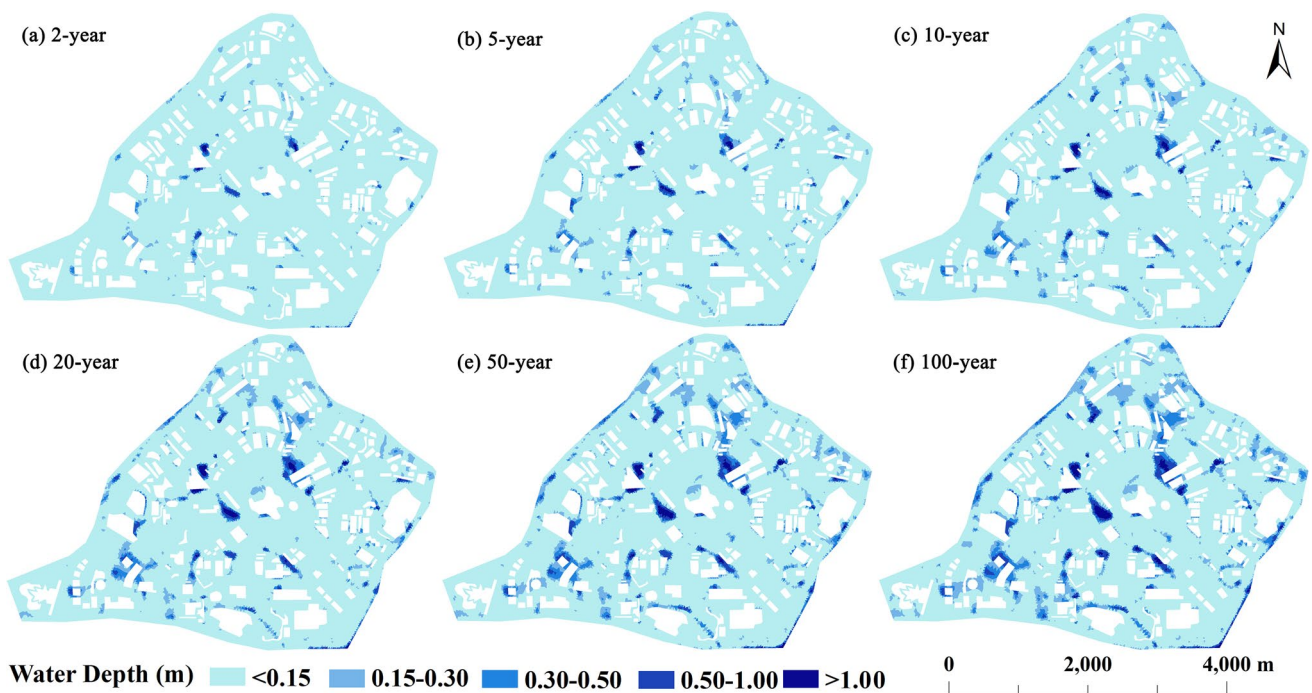 (a) 2-year
(b) 5-year
(c) 10-year
N
(d) 20-year
(e) 50-year
(f) 100-year
Water Depth (m) <0.15 0.15-0.30 0.30-0.50 0.50-1.00 >1.00
0 2,000 4,000 m